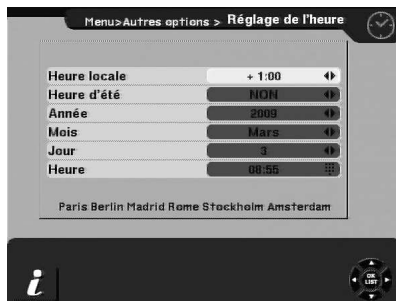 Menu>Autres options > Réglage de l'heure
Heure locale + 1:00
Heure d'été NON
Année 2009
Mois Mars
Jour 3
Heure 08:55
Paris Berlin Madrid Rome Stockholm Amsterdam
i
OK
LIST